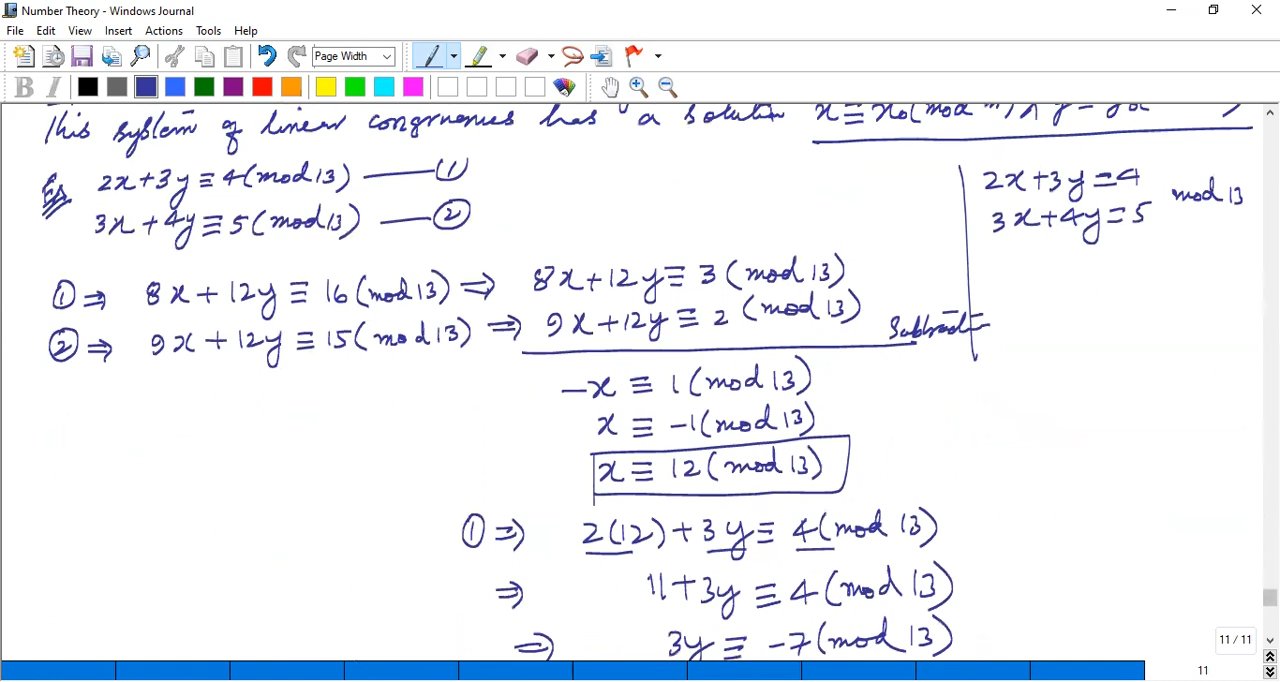 Number Theory - Windows Journal
File Edit View Insert Actions Tools Help
Page Width
B I
This system of linear congruences has a solution x ≡ x₀(mod
Ex 2x+3y ≡ 4(mod 13) — ①
3x+4y ≡ 5(mod 13) — ②
2x+3y=4
3x+4y=5 mod 13
① ⇒ 8x+12y ≡ 16(mod 13) ⇒ 8x+12y ≡ 3(mod 13)
② ⇒ 9x+12y ≡ 15(mod 13) ⇒ 9x+12y ≡ 2(mod 13)
-x ≡ 1(mod 13)
x ≡ -1(mod 13)
x ≡ 12(mod 13)
① ⇒ 2(12)+3y ≡ 4(mod 13)
⇒ 11+3y ≡ 4(mod 13)
⇒ 3y ≡ -7(mod 13)
11 / 11
11